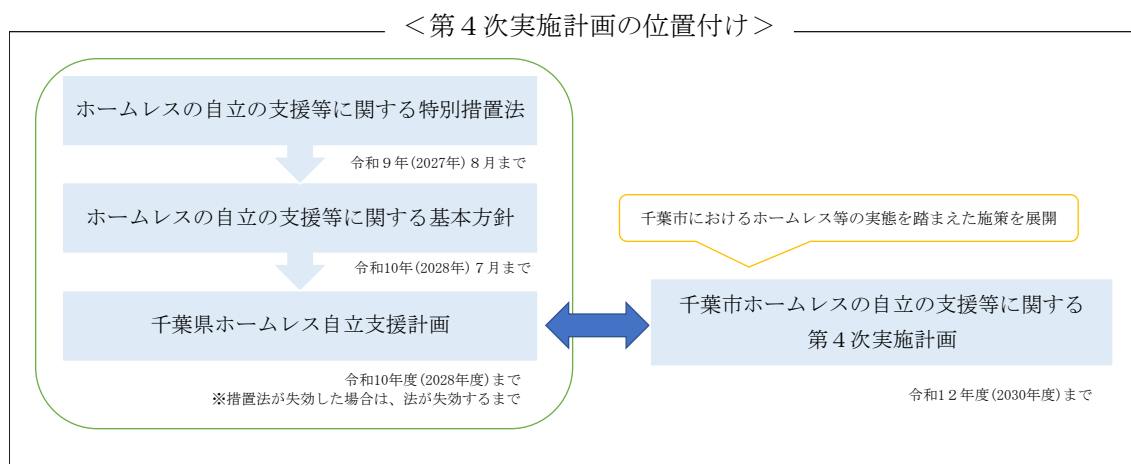 ＜第４次実施計画の位置付け＞
ホームレスの自立の支援等に関する特別措置法
令和９年(2027年)８月まで
ホームレスの自立の支援等に関する基本方針
令和10年(2028年)７月まで
千葉県ホームレス自立支援計画
令和10年度(2028年度)まで
※措置法が失効した場合は、法が失効するまで
千葉市におけるホームレス等の実態を踏まえた施策を展開
千葉市ホームレスの自立の支援等に関する
第４次実施計画
令和1２年度(2030年度)まで